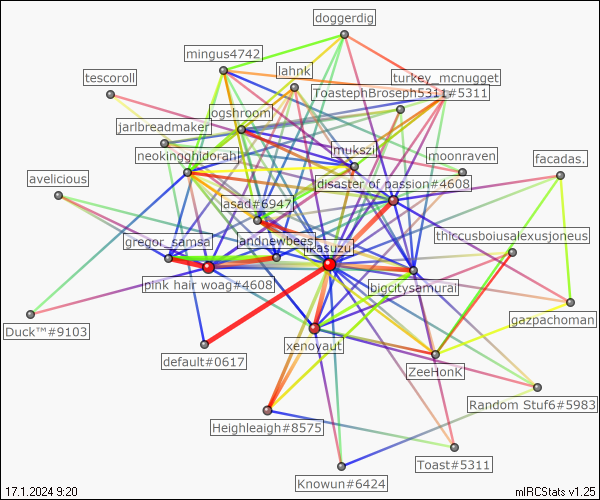 doggerdig
mingus4742
lahnk
tescoroll
turkey_mcnugget
ToastephBroseph5311#5311
ogshroom
jarlbreadmaker
mukszi
neokingghidorah
moonraven
facadas.
avelicious
disaster of passion#4608
asad#6947
thiccusboiusalexusjoneus
gregor_samsa
andnewbees
likasuzu
pink hair woag#4608
bigcitysamurai
gazpachoman
Duck™#9103
xenovaut
default#0617
ZeeHonk
Random Stuf6#5983
Heighleaigh#8575
Toast#5311
Knowun#6424
17.1.2024 9:20
mIRCStats v1.25